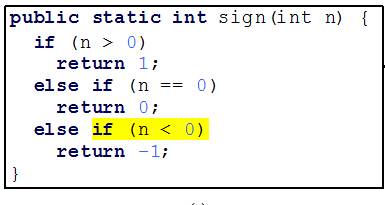 public static int sign(int n) {
  if (n > 0)
    return 1;
  else if (n == 0)
    return 0;
  else if (n < 0)
    return -1;
}